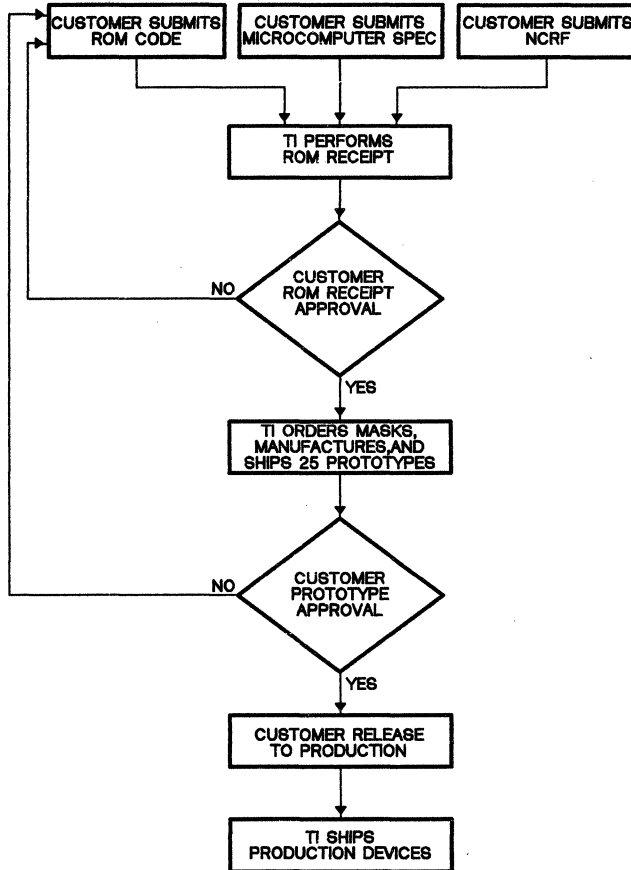 CUSTOMER SUBMITS
ROM CODE
CUSTOMER SUBMITS
MICROCOMPUTER SPEC
CUSTOMER SUBMITS
NCRF
TI PERFORMS
ROM RECEIPT
CUSTOMER
ROM RECEIPT
APPROVAL
NO
YES
TI ORDERS MASKS,
MANUFACTURES,AND
SHIPS 25 PROTOTYPES
CUSTOMER
PROTOTYPE
APPROVAL
NO
YES
CUSTOMER RELEASE
TO PRODUCTION
TI SHIPS
PRODUCTION DEVICES